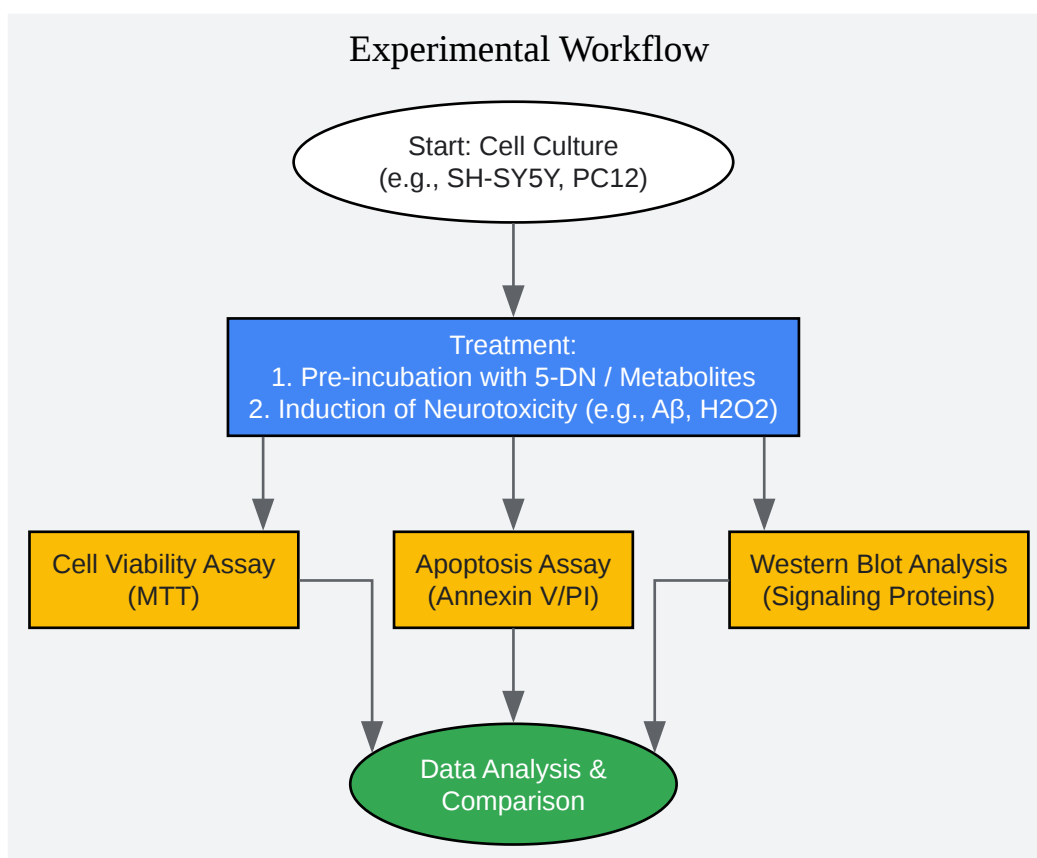 Experimental Workflow
Start: Cell Culture
(e.g., SH-SY5Y, PC12)
Treatment:
1. Pre-incubation with 5-DN / Metabolites
2. Induction of Neurotoxicity (e.g., Aβ, H2O2)
Cell Viability Assay
(MTT)
Apoptosis Assay
(Annexin V/PI)
Western Blot Analysis
(Signaling Proteins)
Data Analysis &
Comparison